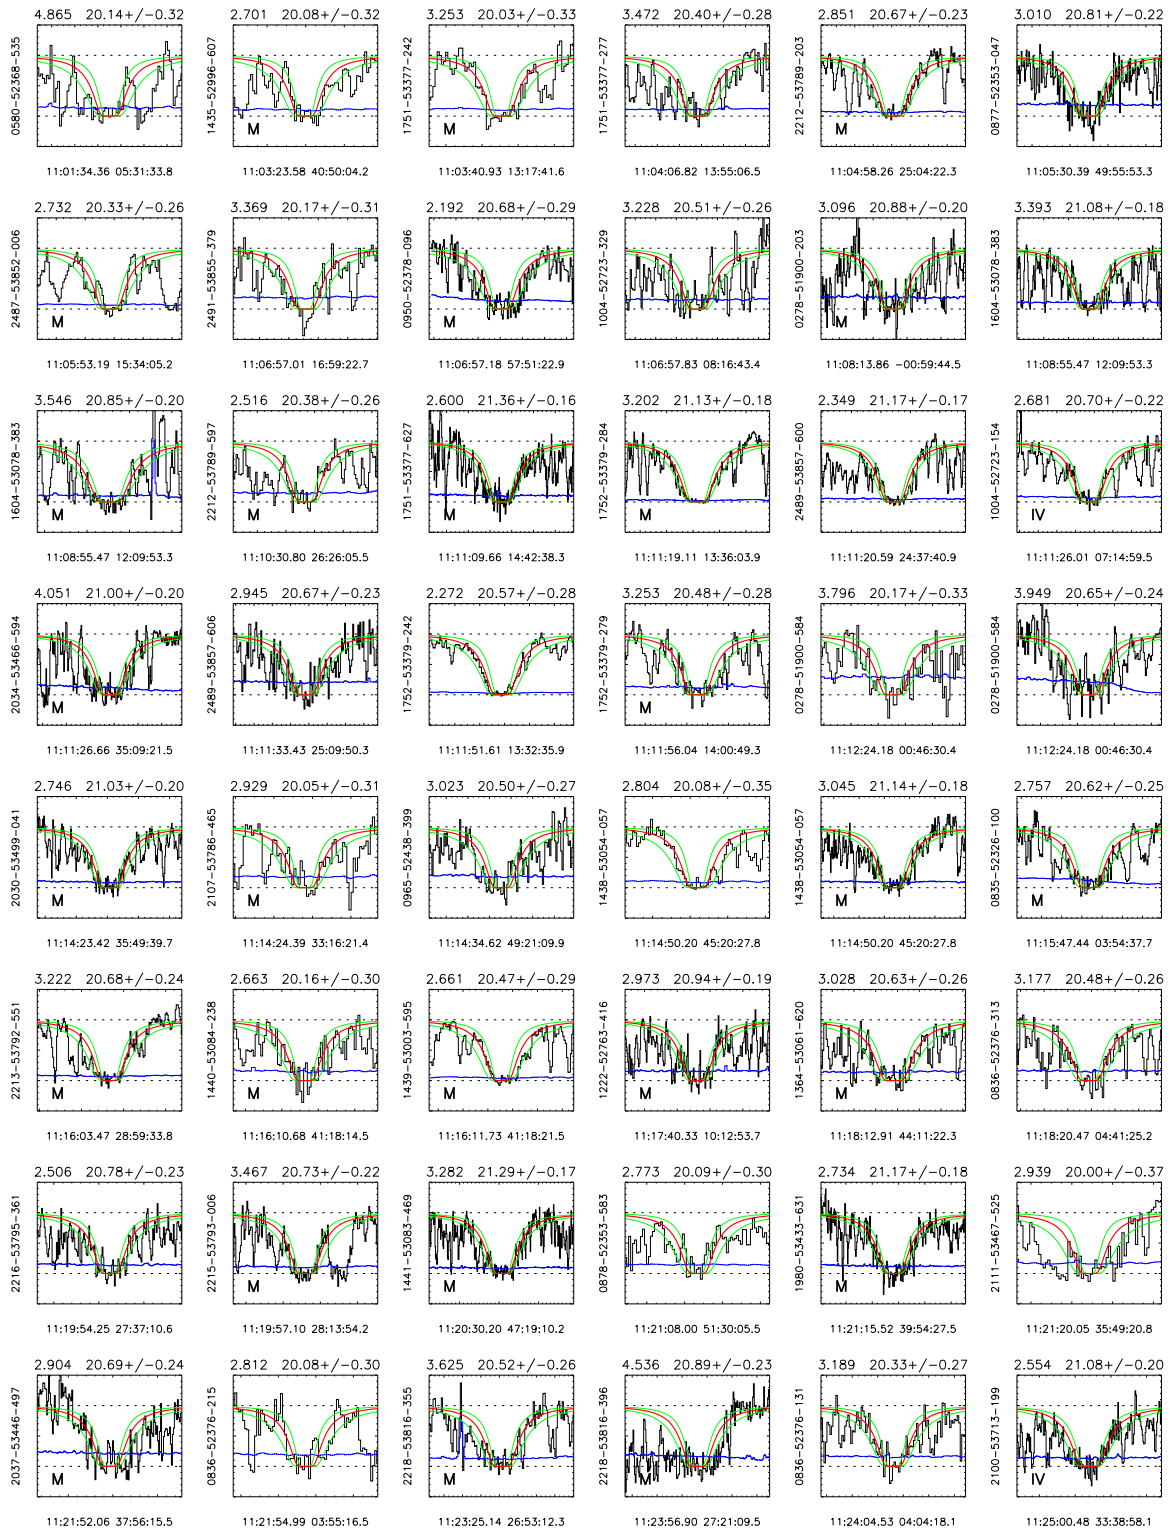 4.865 20.14+/-0.32 2.701 20.08+/-0.32 3.253 20.03+/-0.33 3.472 20.40+/-0.28 2.851 20.67+/-0.23 3.010 20.81+/-0.22
0580-52368-535 1435-52996-607 1751-53377-242 1751-53377-277 2212-53789-203 0877-52353-047
M M M M
11:01:34.36 05:31:33.8 11:03:23.58 40:50:04.2 11:03:40.93 13:17:41.6 11:04:06.82 13:55:06.5 11:04:58.26 25:04:22.3 11:05:30.39 49:55:53.3
2.732 20.33+/-0.26 3.369 20.17+/-0.31 2.192 20.68+/-0.29 3.228 20.51+/-0.26 3.096 20.88+/-0.20 3.393 21.08+/-0.18
2487-53852-006 2491-53855-379 0950-52378-096 1004-52723-329 0278-51900-203 1604-53078-383
M M M M
11:05:53.19 15:34:05.2 11:06:57.01 16:59:22.7 11:06:57.18 57:51:22.9 11:06:57.83 08:16:43.4 11:08:13.86 -00:59:44.5 11:08:55.47 12:09:53.3
3.546 20.85+/-0.20 2.516 20.38+/-0.26 2.600 21.36+/-0.16 3.202 21.13+/-0.18 2.349 21.17+/-0.17 2.681 20.70+/-0.22
1604-53078-383 2212-53789-597 1751-53377-627 1752-53379-284 2489-53857-600 1004-52723-154
M M M IV
11:08:55.47 12:09:53.3 11:10:30.80 26:26:05.5 11:11:09.66 14:42:38.3 11:11:19.11 13:36:03.9 11:11:20.59 24:37:40.9 11:11:26.01 07:14:59.5
4.051 21.00+/-0.20 2.945 20.67+/-0.23 2.272 20.57+/-0.28 3.253 20.48+/-0.28 3.796 20.17+/-0.33 3.949 20.65+/-0.24
2034-53466-594 2489-53857-606 1752-53379-242 1752-53379-279 0278-51900-584 0278-51900-584
M M M
11:11:26.66 35:09:21.5 11:11:33.43 25:09:50.3 11:11:51.61 13:32:35.9 11:11:56.04 14:00:49.3 11:12:24.18 00:46:30.4 11:12:24.18 00:46:30.4
2.746 21.03+/-0.20 2.929 20.05+/-0.31 3.023 20.50+/-0.27 2.804 20.08+/-0.35 3.045 21.14+/-0.18 2.757 20.62+/-0.25
2030-53499-041 2107-53786-465 0965-52438-399 1438-53054-057 1438-53054-057 0835-52326-100
M M M M M
11:14:23.42 35:49:39.7 11:14:24.39 33:16:21.4 11:14:34.62 49:21:09.9 11:14:50.20 45:20:27.8 11:14:50.20 45:20:27.8 11:15:47.44 03:54:37.7
3.222 20.68+/-0.24 2.663 20.16+/-0.30 2.661 20.47+/-0.29 2.973 20.94+/-0.19 3.028 20.63+/-0.26 3.177 20.48+/-0.26
2213-53792-551 1440-53084-238 1439-53003-595 1222-52763-416 1364-53061-620 0836-52376-313
M M M M M
11:16:03.47 28:59:33.8 11:16:10.68 41:18:14.5 11:16:11.73 41:18:21.5 11:17:40.33 10:12:53.7 11:18:12.91 44:11:22.3 11:18:20.47 04:41:25.2
2.506 20.78+/-0.23 3.467 20.73+/-0.22 3.282 21.29+/-0.17 2.773 20.09+/-0.30 2.734 21.17+/-0.18 2.939 20.00+/-0.37
2216-53795-361 2215-53793-006 1441-53083-469 0878-52353-583 1980-53433-631 2111-53467-525
M M M
11:19:54.25 27:37:10.6 11:19:57.10 28:13:54.2 11:20:30.20 47:19:10.2 11:21:08.00 51:30:05.5 11:21:15.52 39:54:27.5 11:21:20.05 35:49:20.8
2.904 20.69+/-0.24 2.812 20.08+/-0.30 3.625 20.52+/-0.26 4.536 20.89+/-0.23 3.189 20.33+/-0.27 2.554 21.08+/-0.20
2037-53446-497 0836-52376-215 2218-53816-355 2218-53816-396 0836-52376-131 2100-53713-199
M M M IV
11:21:52.06 37:56:15.5 11:21:54.99 03:55:16.5 11:23:25.14 26:53:12.3 11:23:56.90 27:21:09.5 11:24:04.53 04:04:18.1 11:25:00.48 33:38:58.1